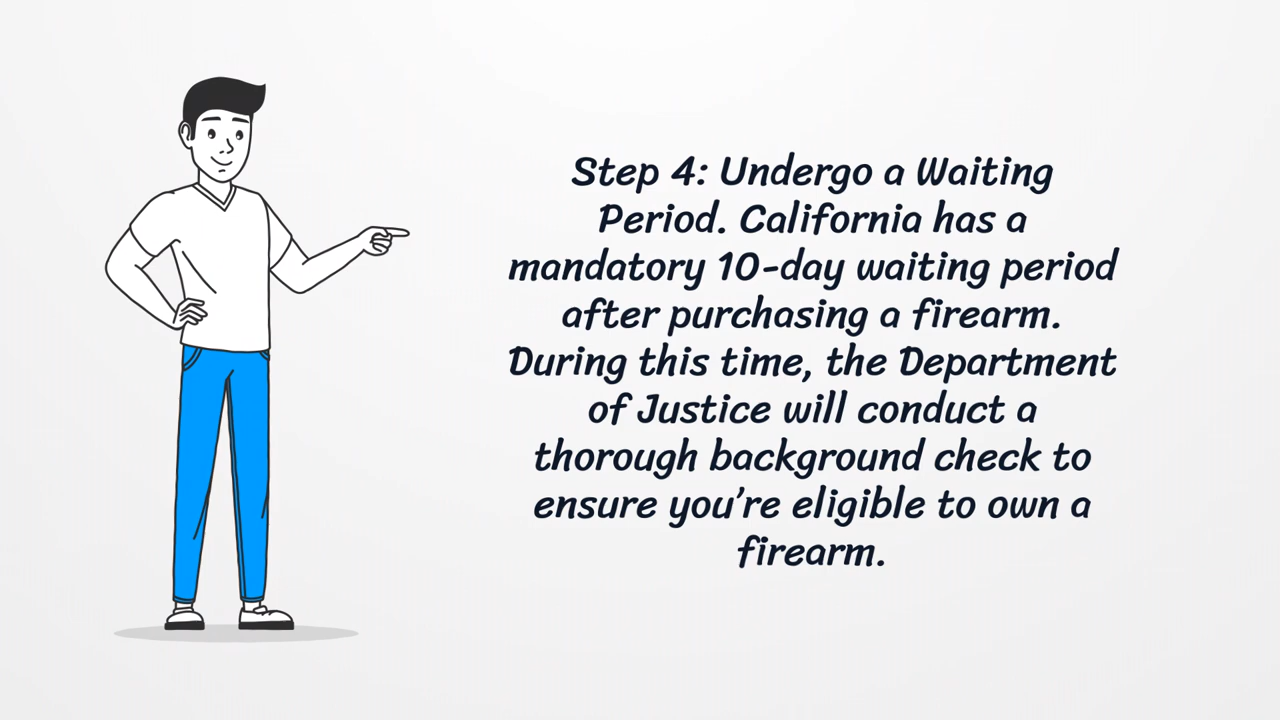 Step 4: Undergo a Waiting
Period. California has a
mandatory 10-day waiting period
after purchasing a firearm.
During this time, the Department
of Justice will conduct a
thorough background check to
ensure you're eligible to own a
firearm.